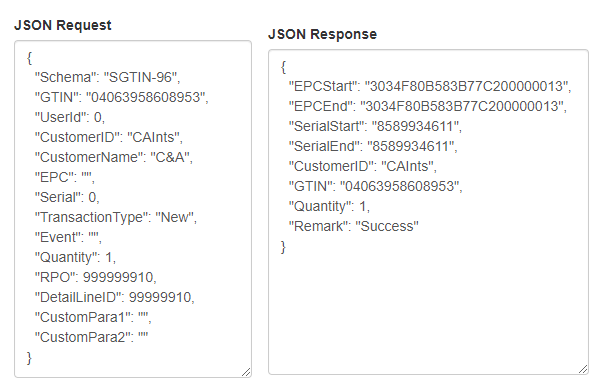 JSON Request
{
"Schema": "SGTIN-96",
"GTIN": "04063958608953",
"UserId": 0,
"CustomerID": "CAInts",
"CustomerName": "C&A",
"EPC": "",
"Serial": 0,
"TransactionType": "New",
"Event": "",
"Quantity": 1,
"RPO": 999999910,
"DetailLineID": 99999910,
"CustomPara1": "",
"CustomPara2": ""
}
JSON Response
{
"EPCStart": "3034F80B583B77C200000013",
"EPCEnd": "3034F80B583B77C200000013",
"SerialStart": "8589934611",
"SerialEnd": "8589934611",
"CustomerID": "CAInts",
"GTIN": "04063958608953",
"Quantity": 1,
"Remark": "Success"
}